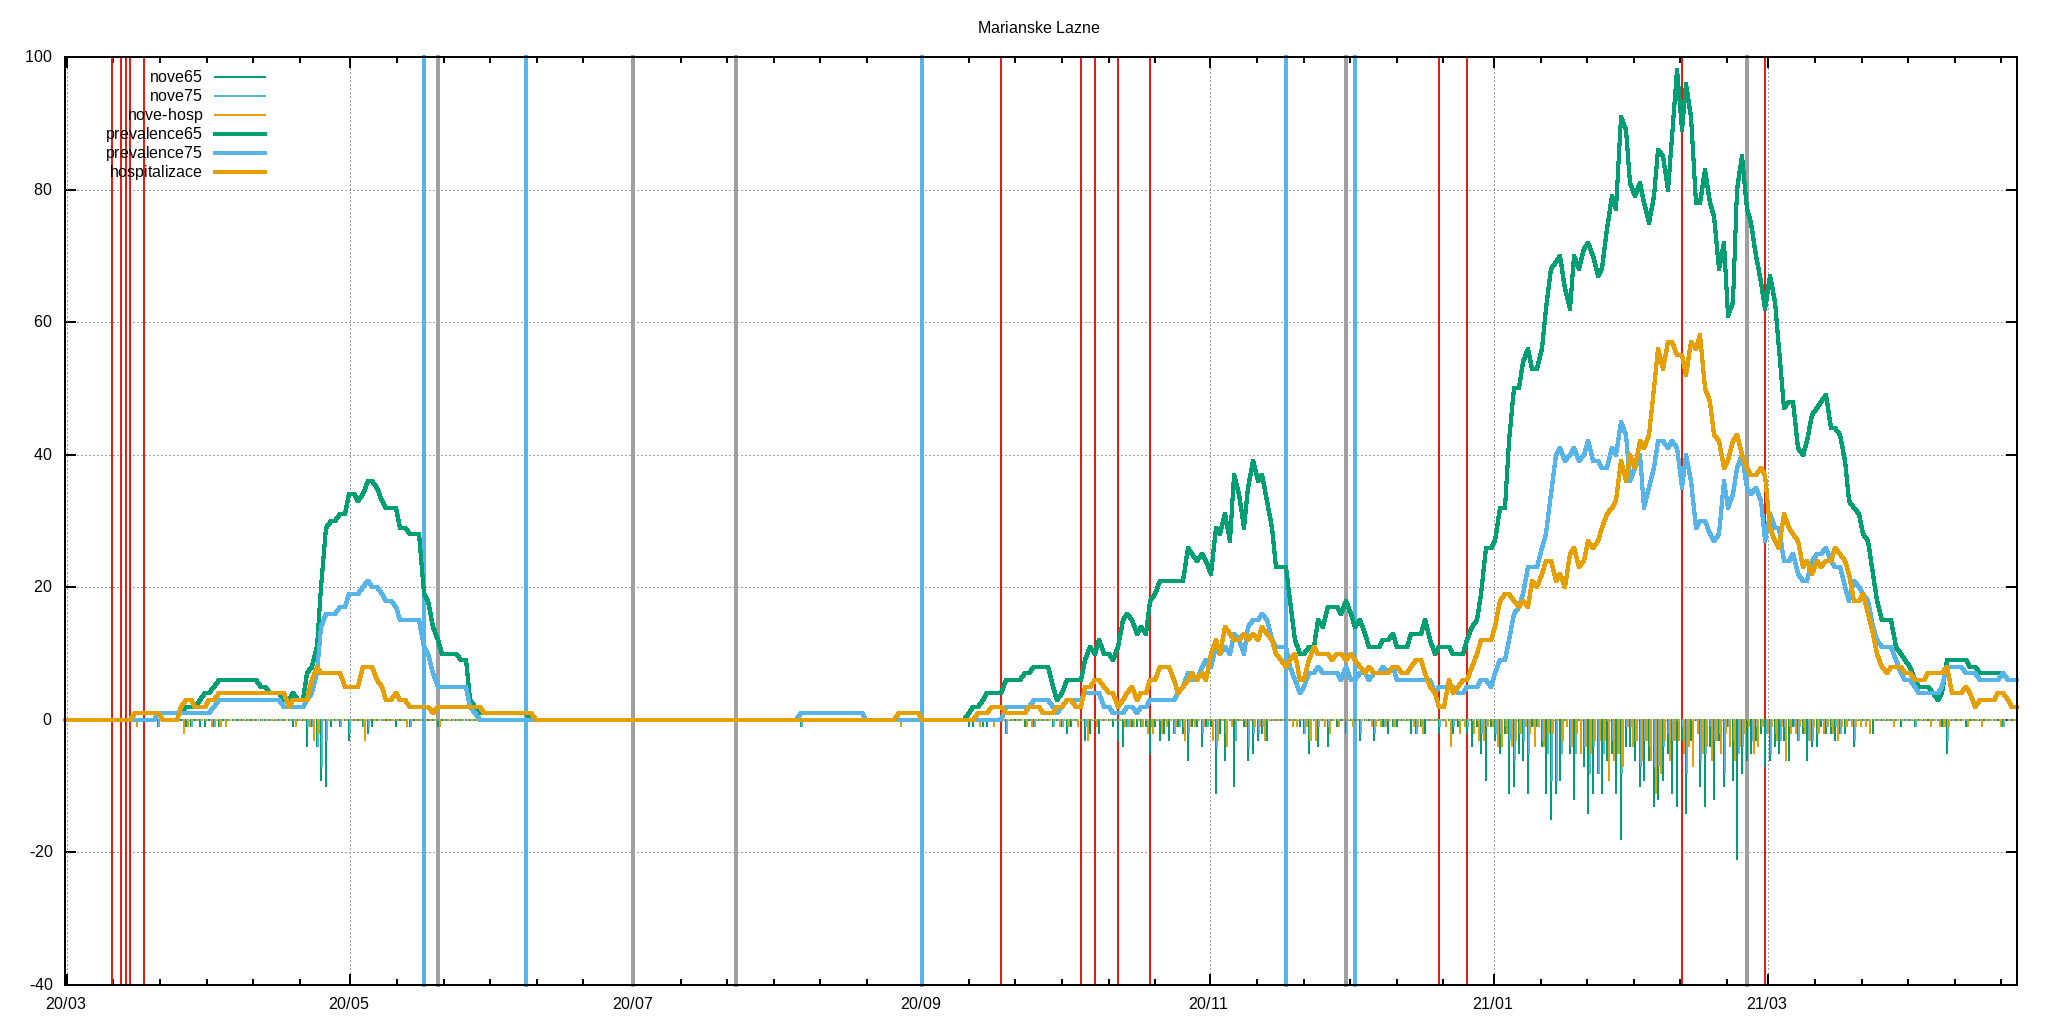 Marianske Lazne
100
80
60
40
20
0
-20
-40
nove65
nove75
nove-hosp
prevalence65
prevalence75
hospitalizace
20/03 20/05 20/07 20/09 20/11 21/01 21/03